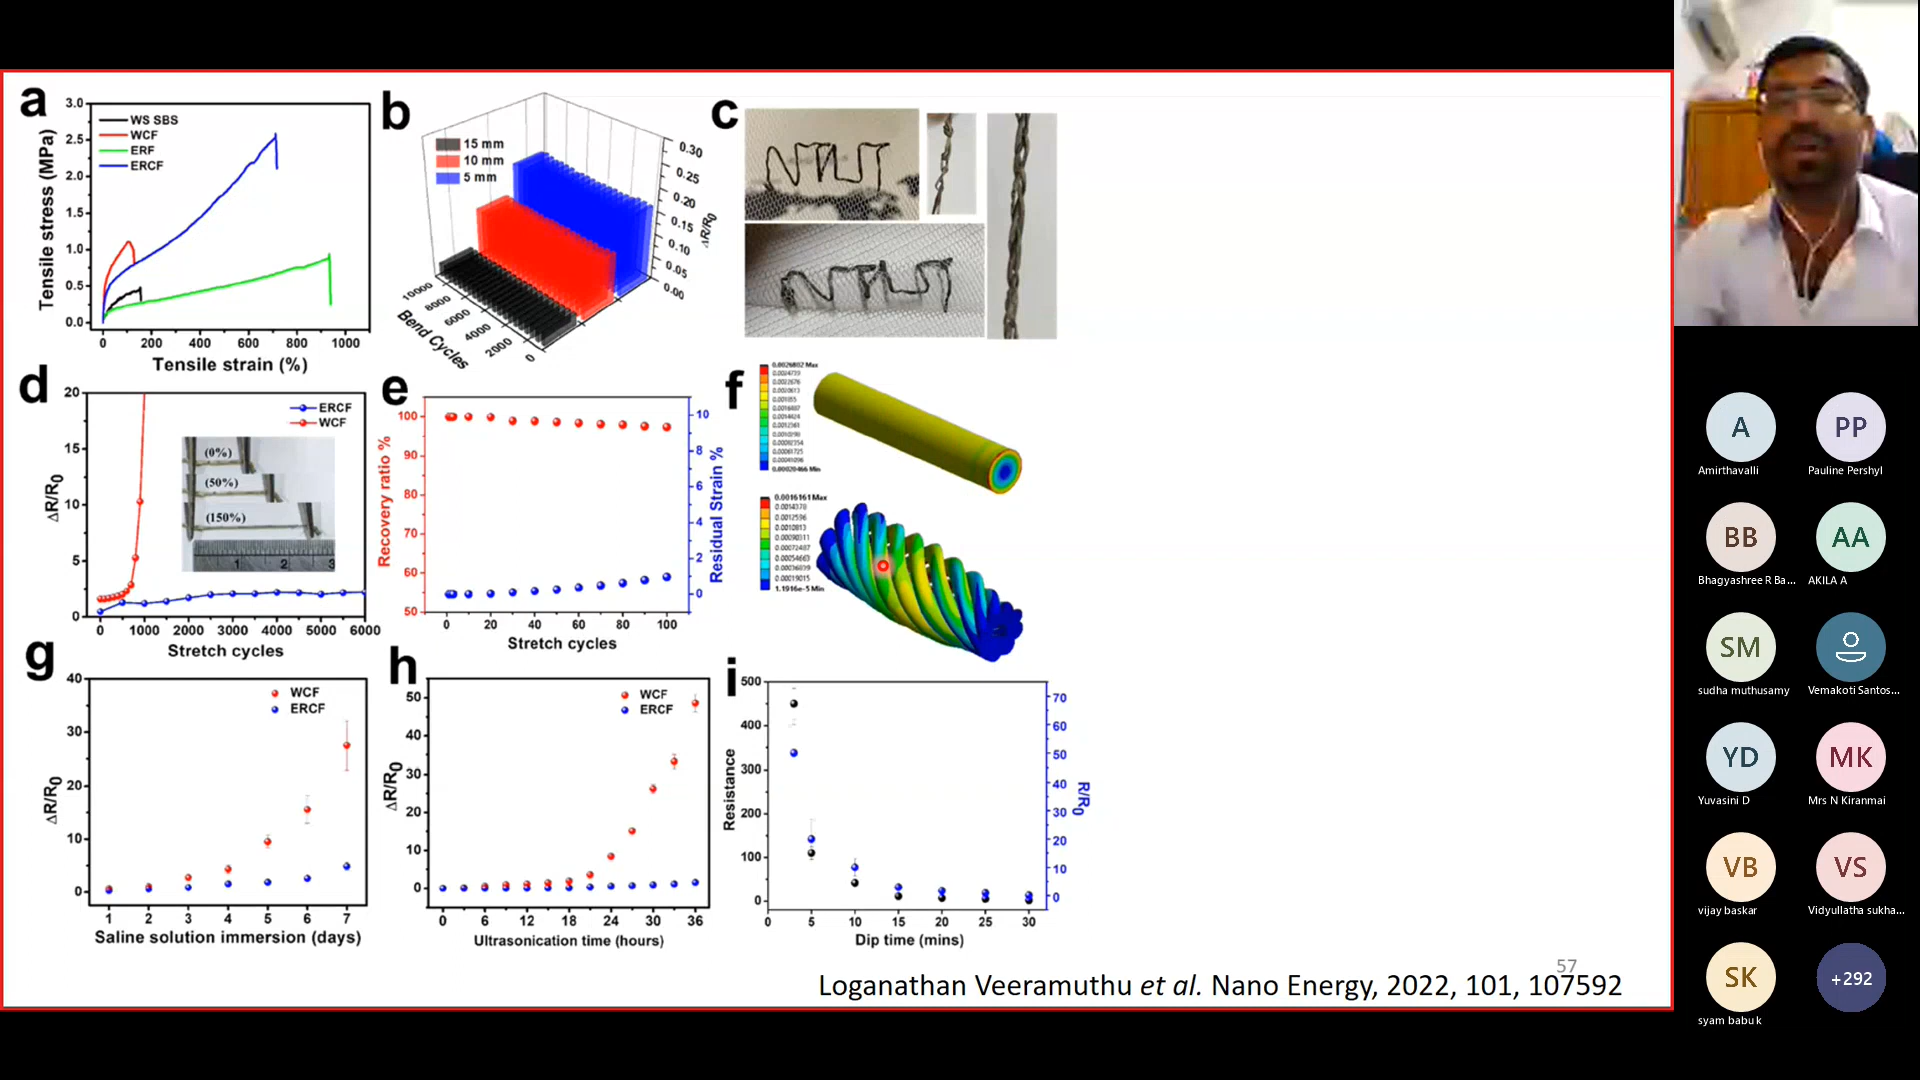 a
3.0
2.5
2.0
1.5
1.0
0.5
0.0
Tensile stress (MPa)
WS SBS
WCF
ERF
ERCF
0 200 400 600 800 1000
Tensile strain (%)
b
15 mm
10 mm
5 mm
0.30
0.25
0.20
0.15
0.10
0.05
0.00
ΔR/R0
10000
8000
6000
4000
2000
0
Bend Cycles
c
d
20
15
10
5
0
ΔR/R0
ERCF
WCF
(0%)
(50%)
(150%)
1 2 3
0 1000 2000 3000 4000 5000 6000
Stretch cycles
e
100
90
80
70
60
50
Recovery ratio %
10
8
6
4
2
0
Residual Strain %
0 20 40 60 80 100
Stretch cycles
f
g
40
30
20
10
0
ΔR/R0
WCF
ERCF
1 2 3 4 5 6 7
Saline solution immersion (days)
h
50
40
30
20
10
0
ΔR/R0
WCF
ERCF
0 6 12 18 24 30 36
Ultrasonication time (hours)
i
500
400
300
200
100
0
Resistance
70
60
50
40
30
20
10
0
R/R0
0 5 10 15 20 25 30
Dip time (mins)
57
Loganathan Veeramuthu et al. Nano Energy, 2022, 101, 107592
A PP
Amirthavalli Pauline Pershyl
BB AA
Bhagyashree R Ba... AKILA A
SM
sudha muthusamy Vemakoti Santos...
YD MK
Yuvasini D Mrs N Kiranmai
VB VS
vijay baskar Vidyullatha sukha...
SK +292
syam babu k